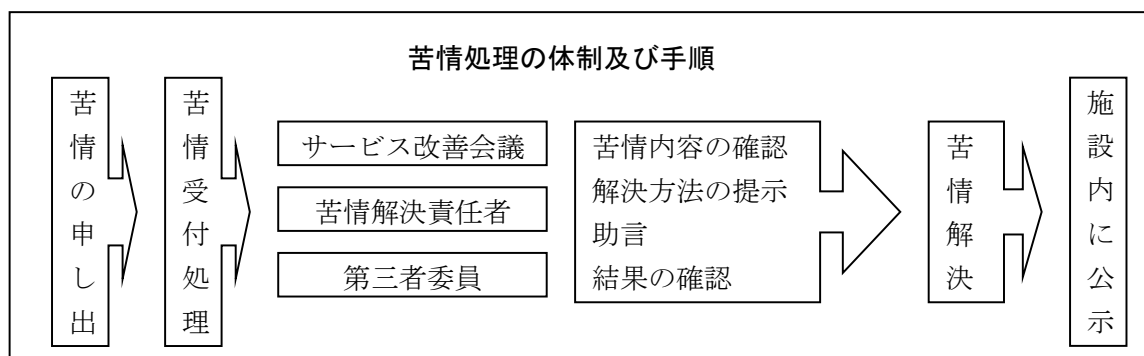 苦情処理の体制及び手順
苦情の申し出
苦情受付処理
サービス改善会議
苦情解決責任者
第三者委員
苦情内容の確認
解決方法の提示
助言
結果の確認
苦情解決
施設内に公示